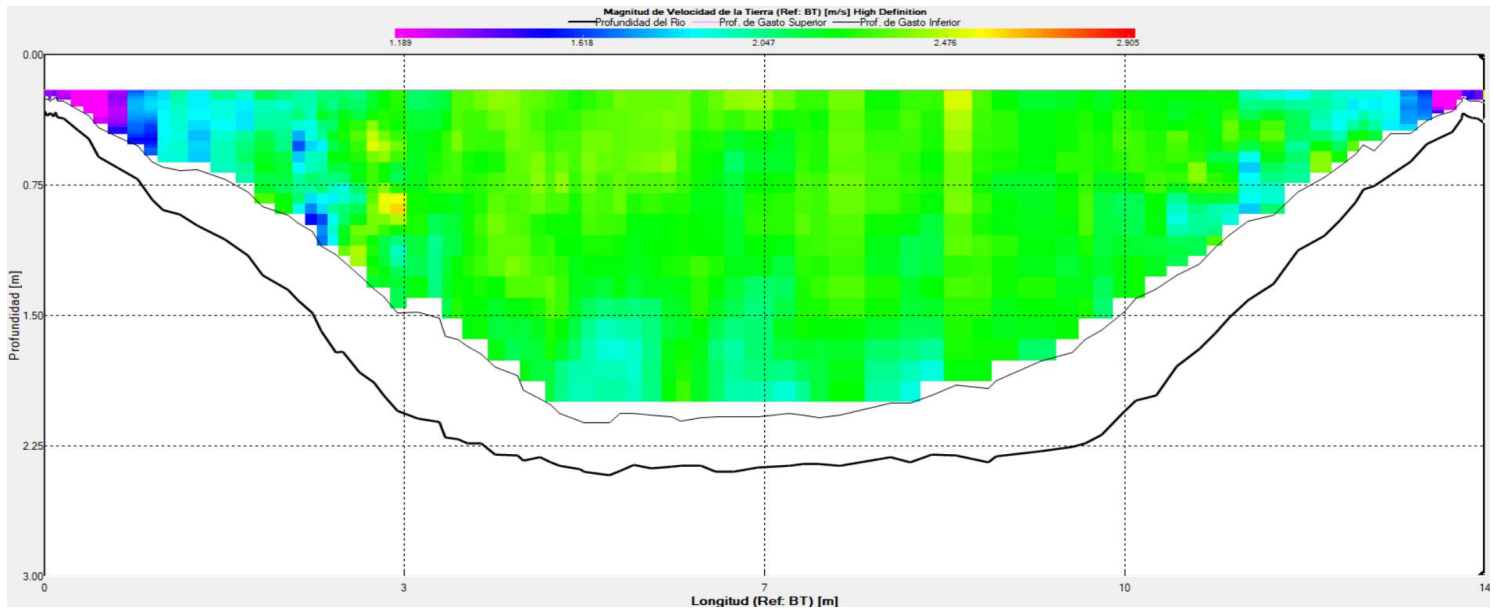 Magnitud de Velocidad de la Tierra (Ref: BT) [m/s] High Definition
Profundidad del Rio Prof. de Gasto Superior Prof. de Gasto Inferior
1.189 1.618 2.047 2.476 2.905
0.00
0.75
1.50
2.25
3.00
Profundidad [m]
0 3 7 10 14
Longitud (Ref: BT) [m]